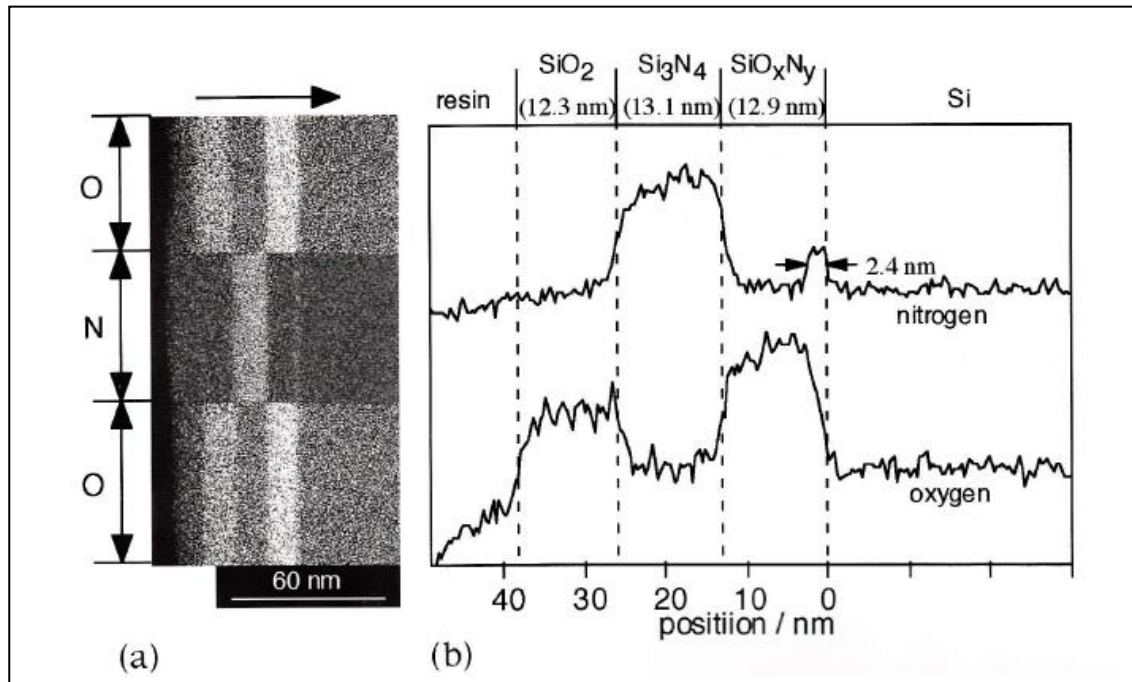 O
N
O
60 nm
(a)
SiO2 Si3N4 SiOxNy
resin (12.3 nm) (13.1 nm) (12.9 nm) Si
2.4 nm
nitrogen
oxygen
40 30 20 10 0
positiion / nm
(b)